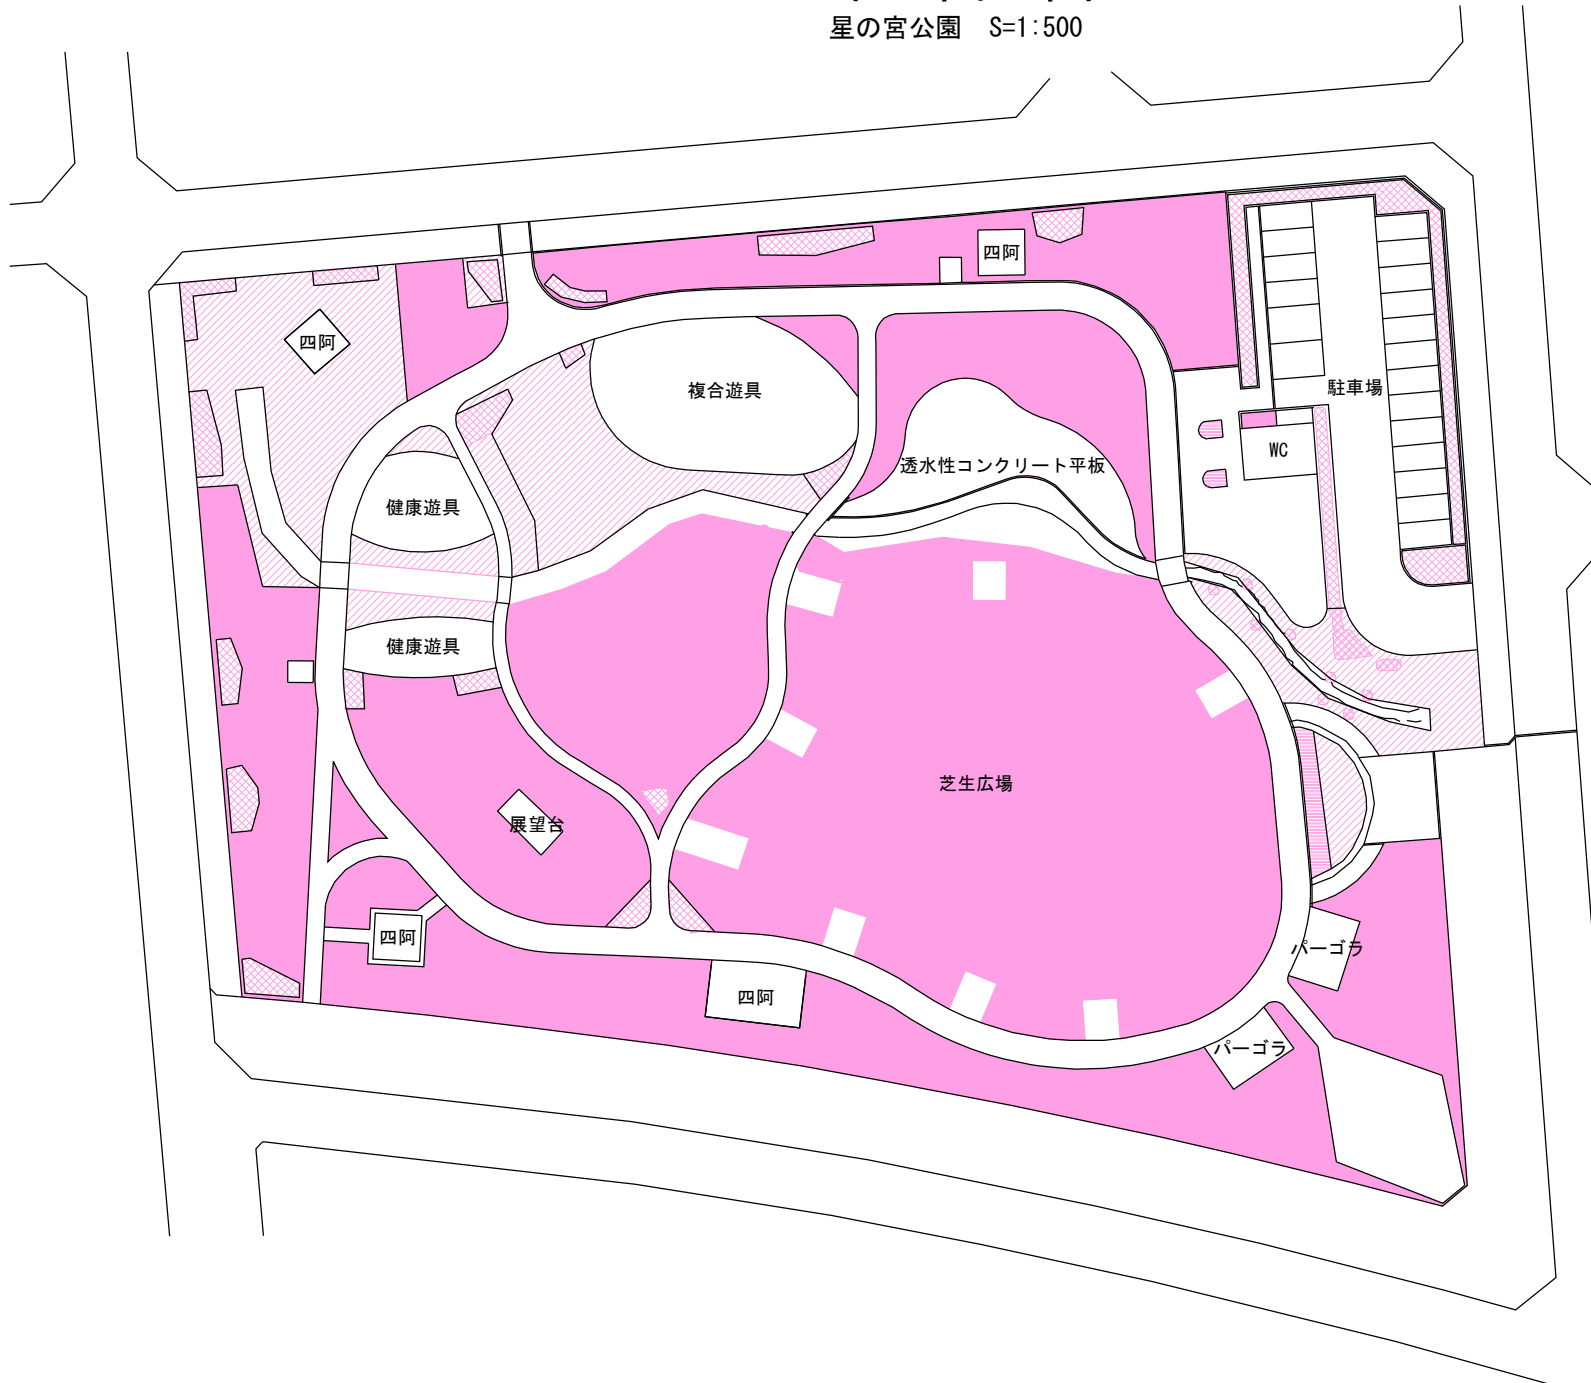 星の宮公園 S=1:500
四阿
四阿
複合遊具
駐車場
WC
透水性コンクリート平板
健康遊具
健康遊具
芝生広場
展望台
四阿
パーゴラ
四阿
パーゴラ